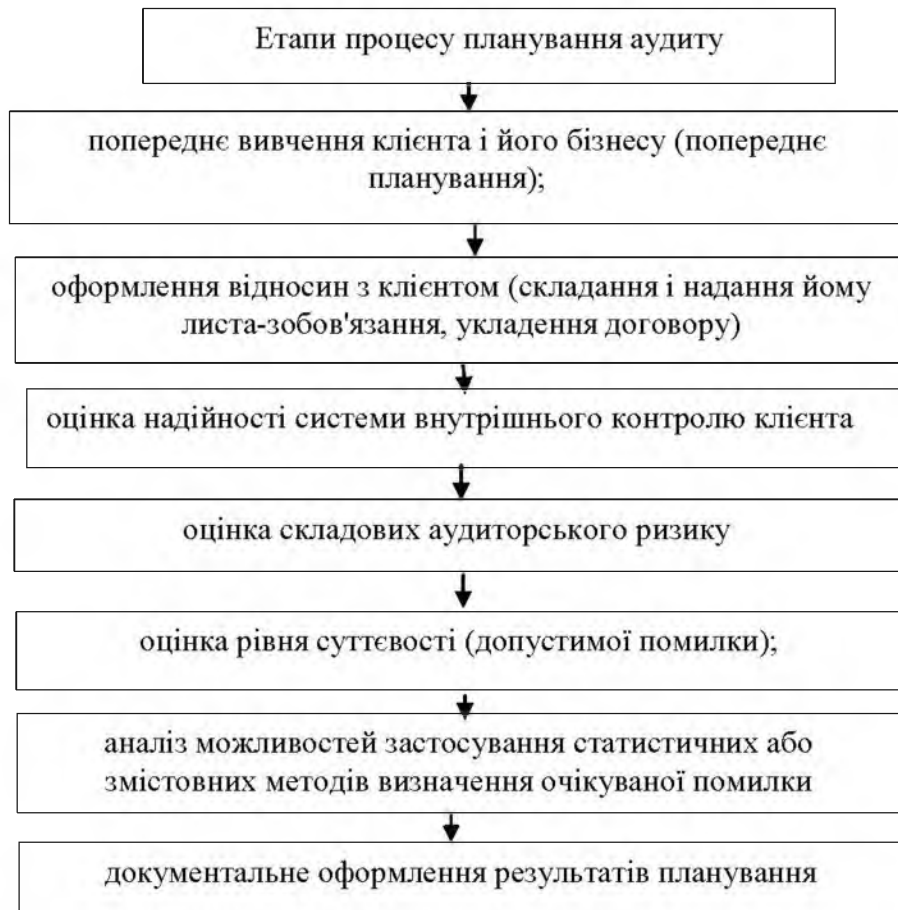 Етапи процесу планування аудиту
попереднє вивчення клієнта і його бізнесу (попереднє
планування);
оформлення відносин з клієнтом (складання і надання йому
листа-зобов'язання, укладення договору)
оцінка надійності системи внутрішнього контролю клієнта
оцінка складових аудиторського ризику
оцінка рівня суттєвості (допустимої помилки);
аналіз можливостей застосування статистичних або
змістовних методів визначення очікуваної помилки
документальне оформлення результатів планування